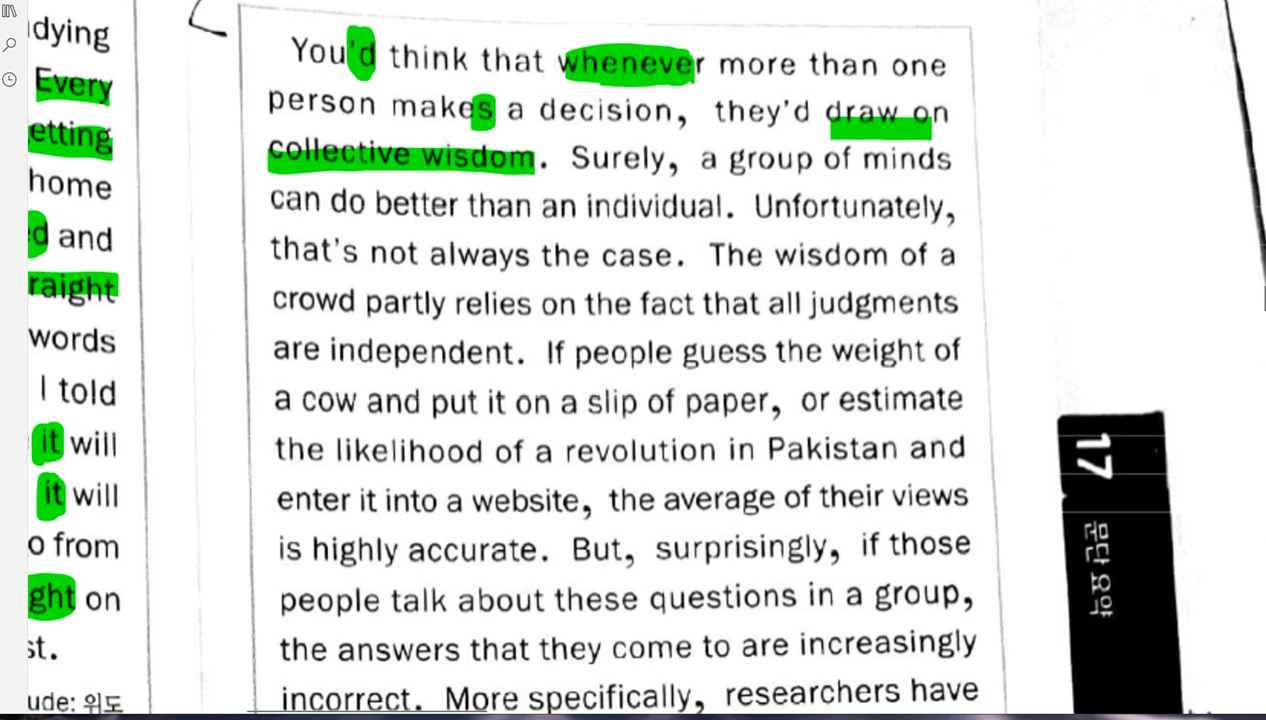 dying
Every
etting
home
ed and
raight
words
I told
it will
it will
o from
ght on
st.
ude: 위도
You'd think that whenever more than one
person makes a decision, they'd draw on
collective wisdom. Surely, a group of minds
can do better than an individual. Unfortunately,
that's not always the case. The wisdom of a
crowd partly relies on the fact that all judgments
are independent. If people guess the weight of
a cow and put it on a slip of paper, or estimate
the likelihood of a revolution in Pakistan and
enter it into a website, the average of their views
is highly accurate. But, surprisingly, if those
people talk about these questions in a group,
the answers that they come to are increasingly
incorrect. More specifically, researchers have
17
문단 요약